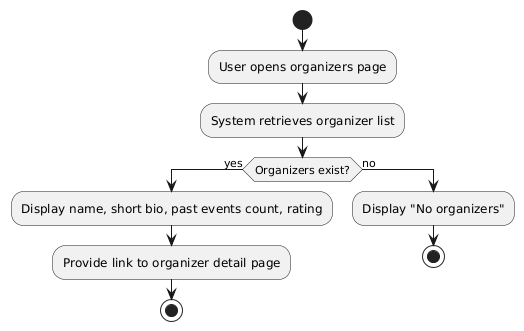 User opens organizers page
System retrieves organizer list
yes
Organizers exist?
no
Display name, short bio, past events count, rating
Display "No organizers"
Provide link to organizer detail page